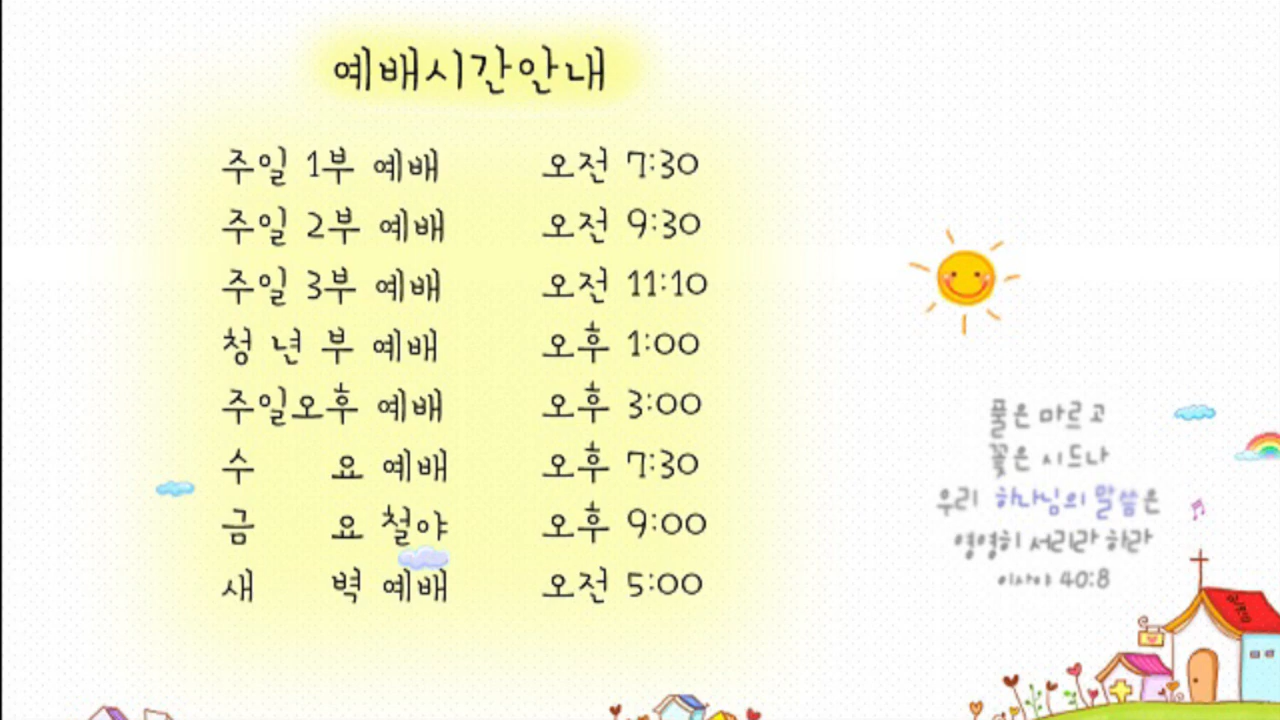 예배시간안내
주일 1부 예배 오전 7:30
주일 2부 예배 오전 9:30
주일 3부 예배 오전 11:10
청 년 부 예배 오후 1:00
주일오후 예배 오후 3:00
수 요 예배 오후 7:30
금 요 철야 오후 9:00
새 벽 예배 오전 5:00
풀은 마르고
꽃은 시드나
우리 하나님의 말씀은
영영히 서리라 하라
이사야 40:8